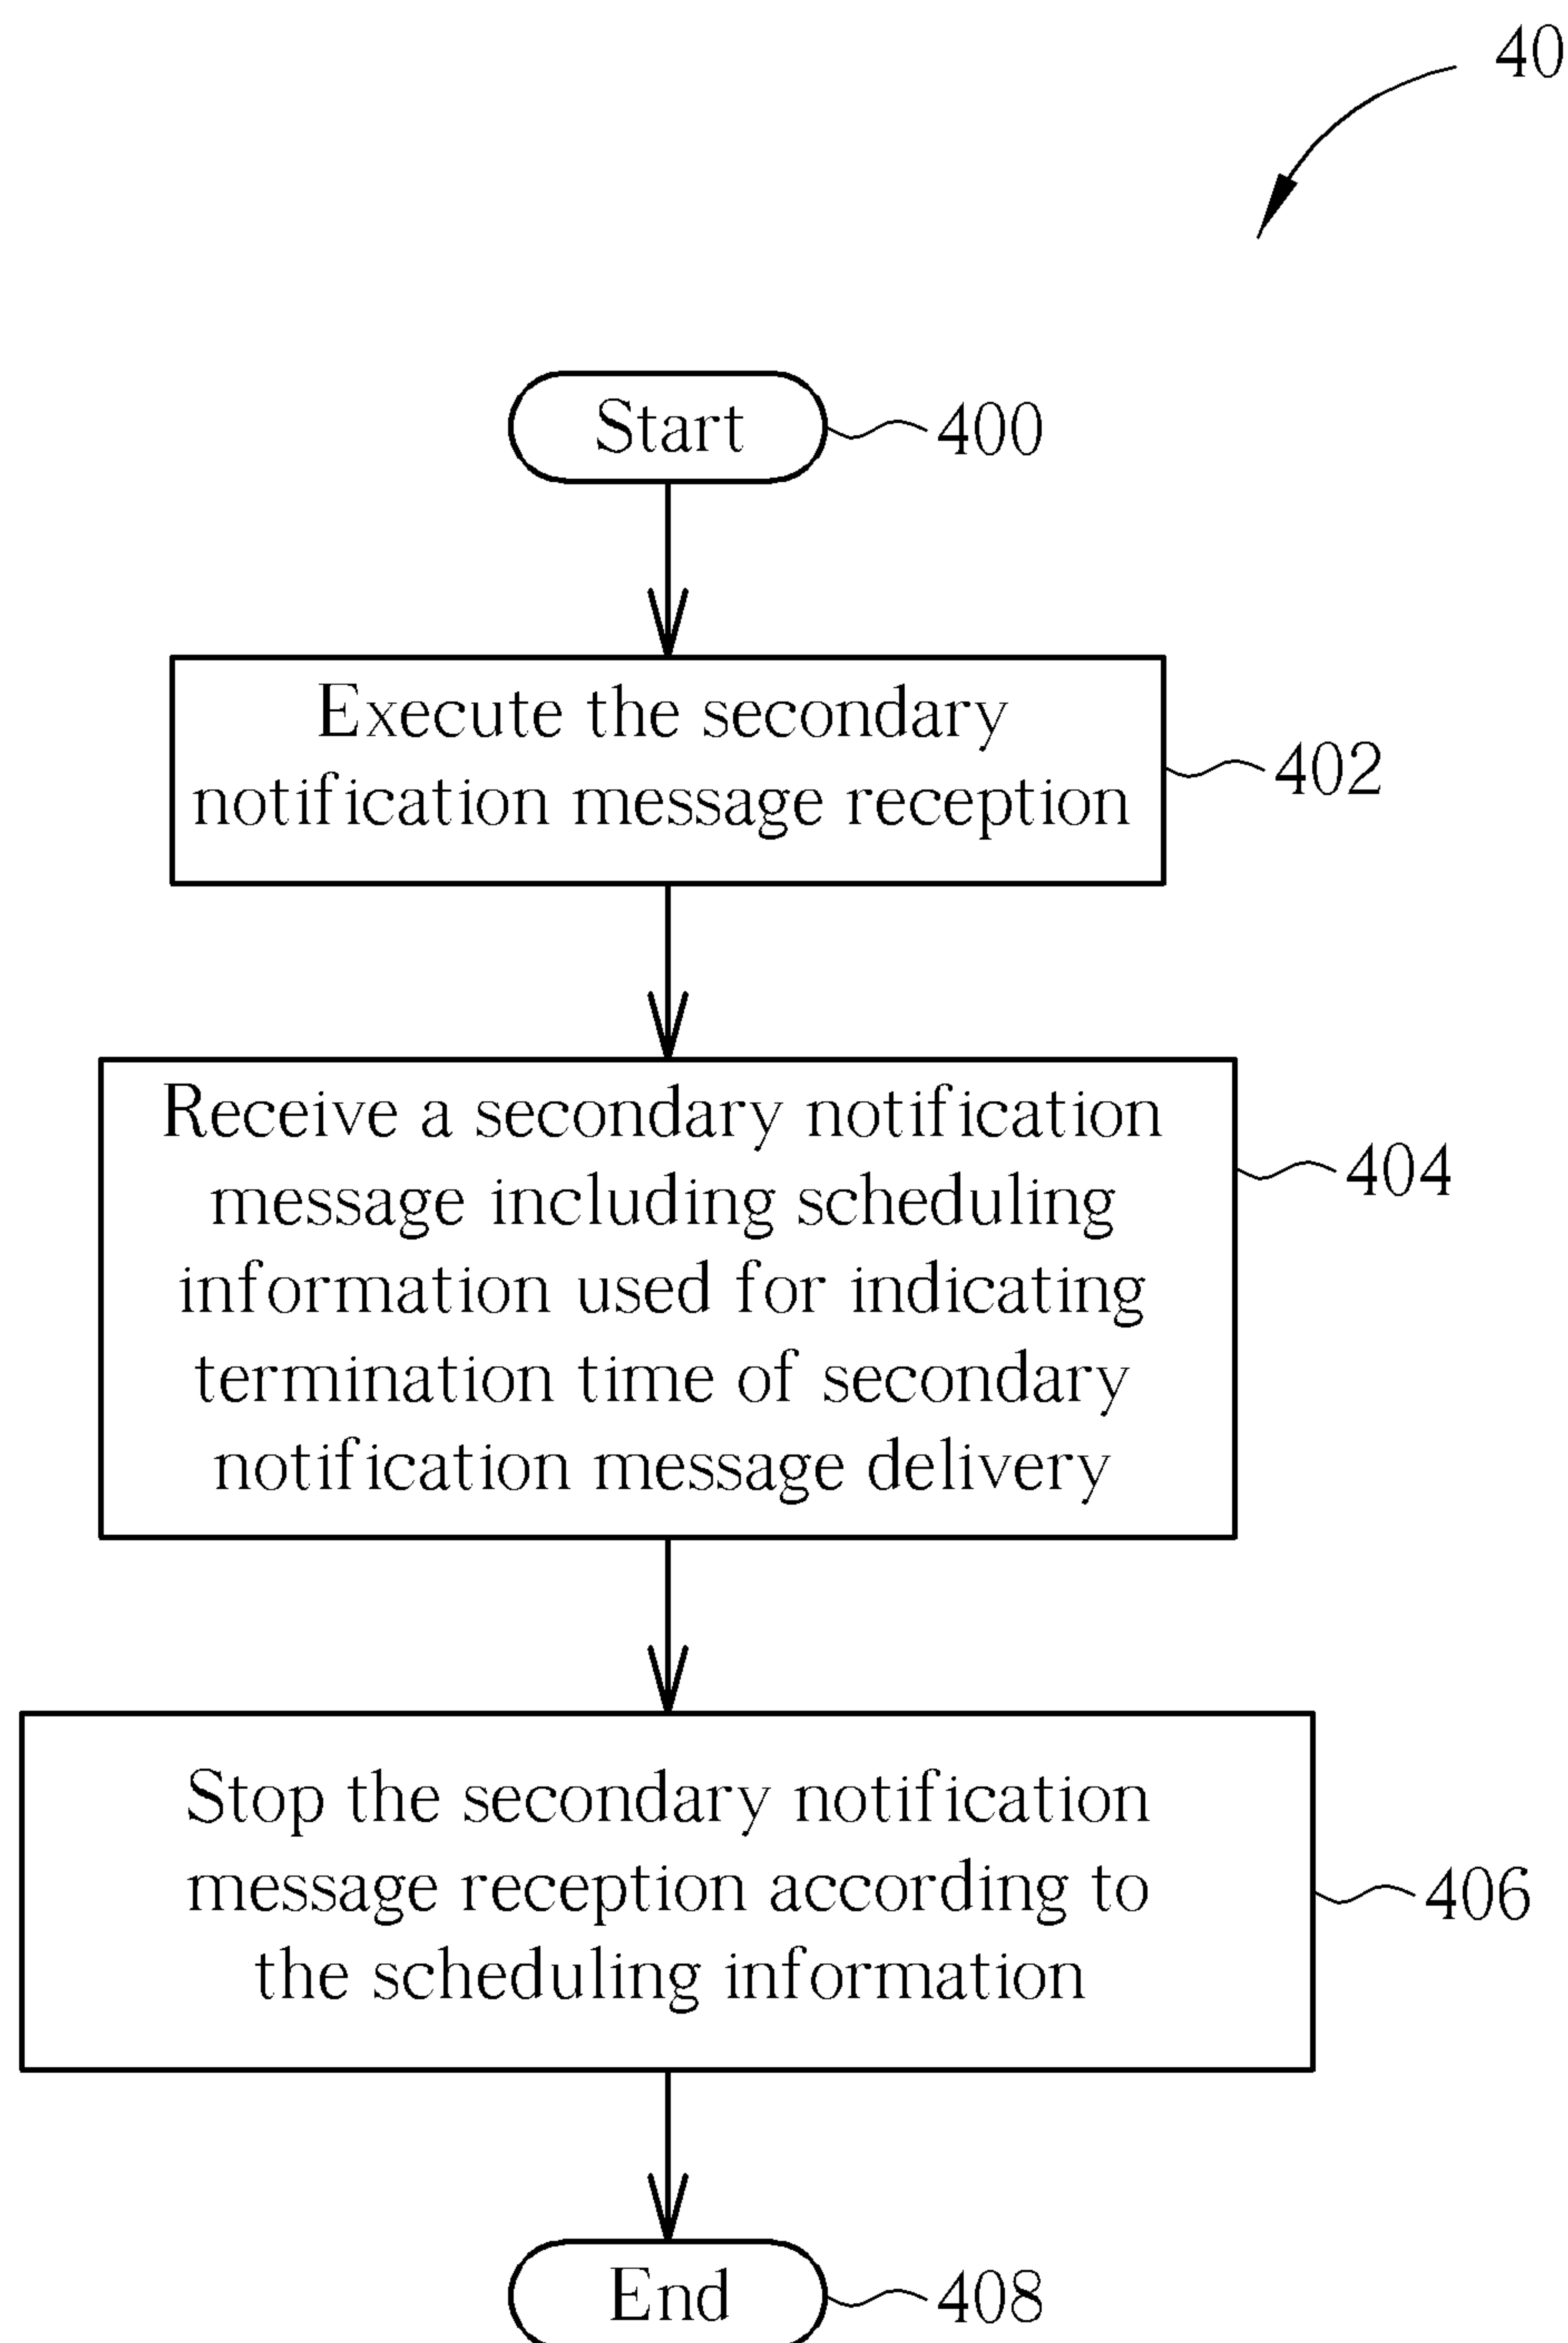 40
Start
400
Execute the secondary
notification message reception
402
Receive a secondary notification
message including scheduling
information used for indicating
termination time of secondary
notification message delivery
404
Stop the secondary notification
message reception according to
the scheduling information
406
End
408